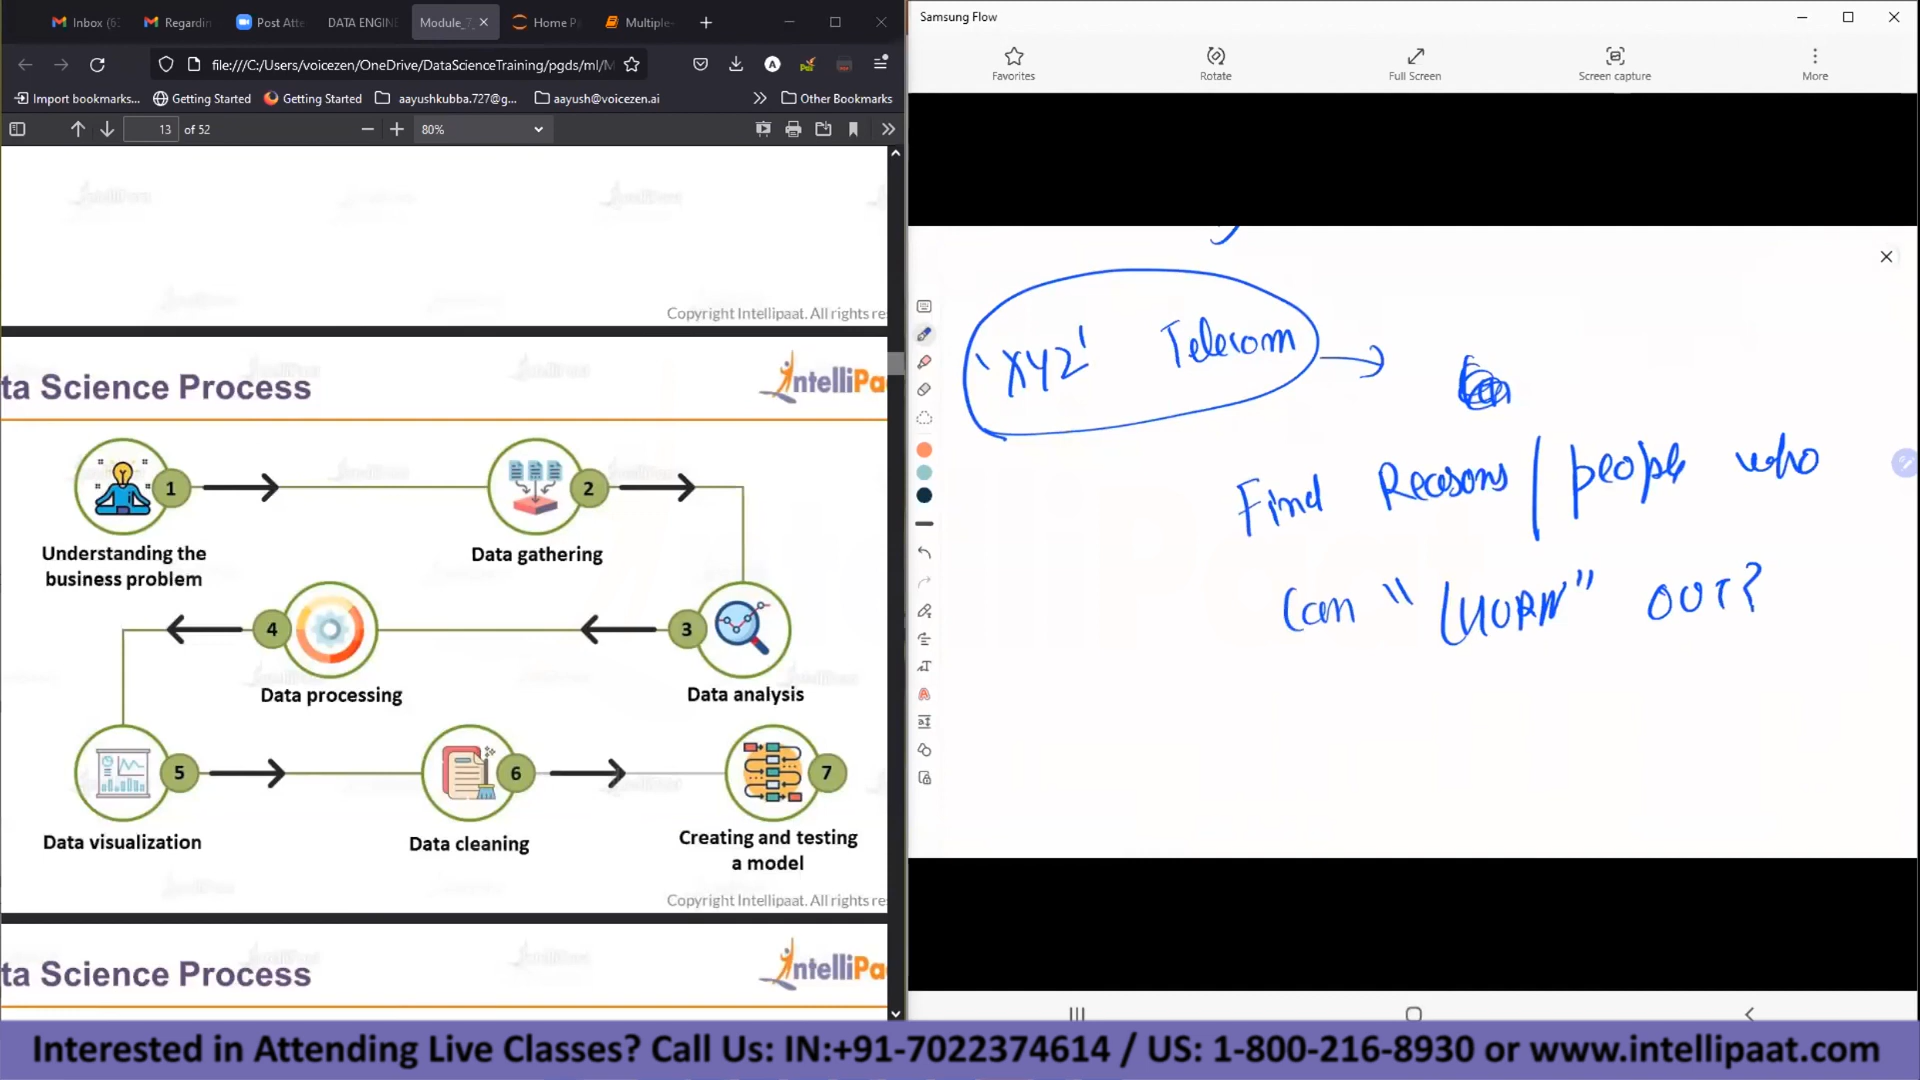 Inbox (6
Regardin
Post Atte
DATA ENGINE
Module_7_
Home P
Multiple-
file:///C:/Users/voicezen/OneDrive/DataScienceTraining/pgds/ml/M
Import bookmarks...
Getting Started
Getting Started
aayushkubba.727@g...
aayush@voicezen.ai
Other Bookmarks
13 of 52
80%
Copyright Intellipaat. All rights re
ta Science Process
IntelliPa
1
2
Understanding the
business problem
Data gathering
4
3
Data processing
Data analysis
5
6
7
Data visualization
Data cleaning
Creating and testing
a model
Copyright Intellipaat. All rights re
ta Science Process
IntelliPa
Samsung Flow
Favorites
Rotate
Full Screen
Screen capture
More
'XYZ' Telecom
Find Reasons / people who
Can "CHURN" OUT?
Interested in Attending Live Classes? Call Us: IN:+91-7022374614 / US: 1-800-216-8930 or www.intellipaat.com